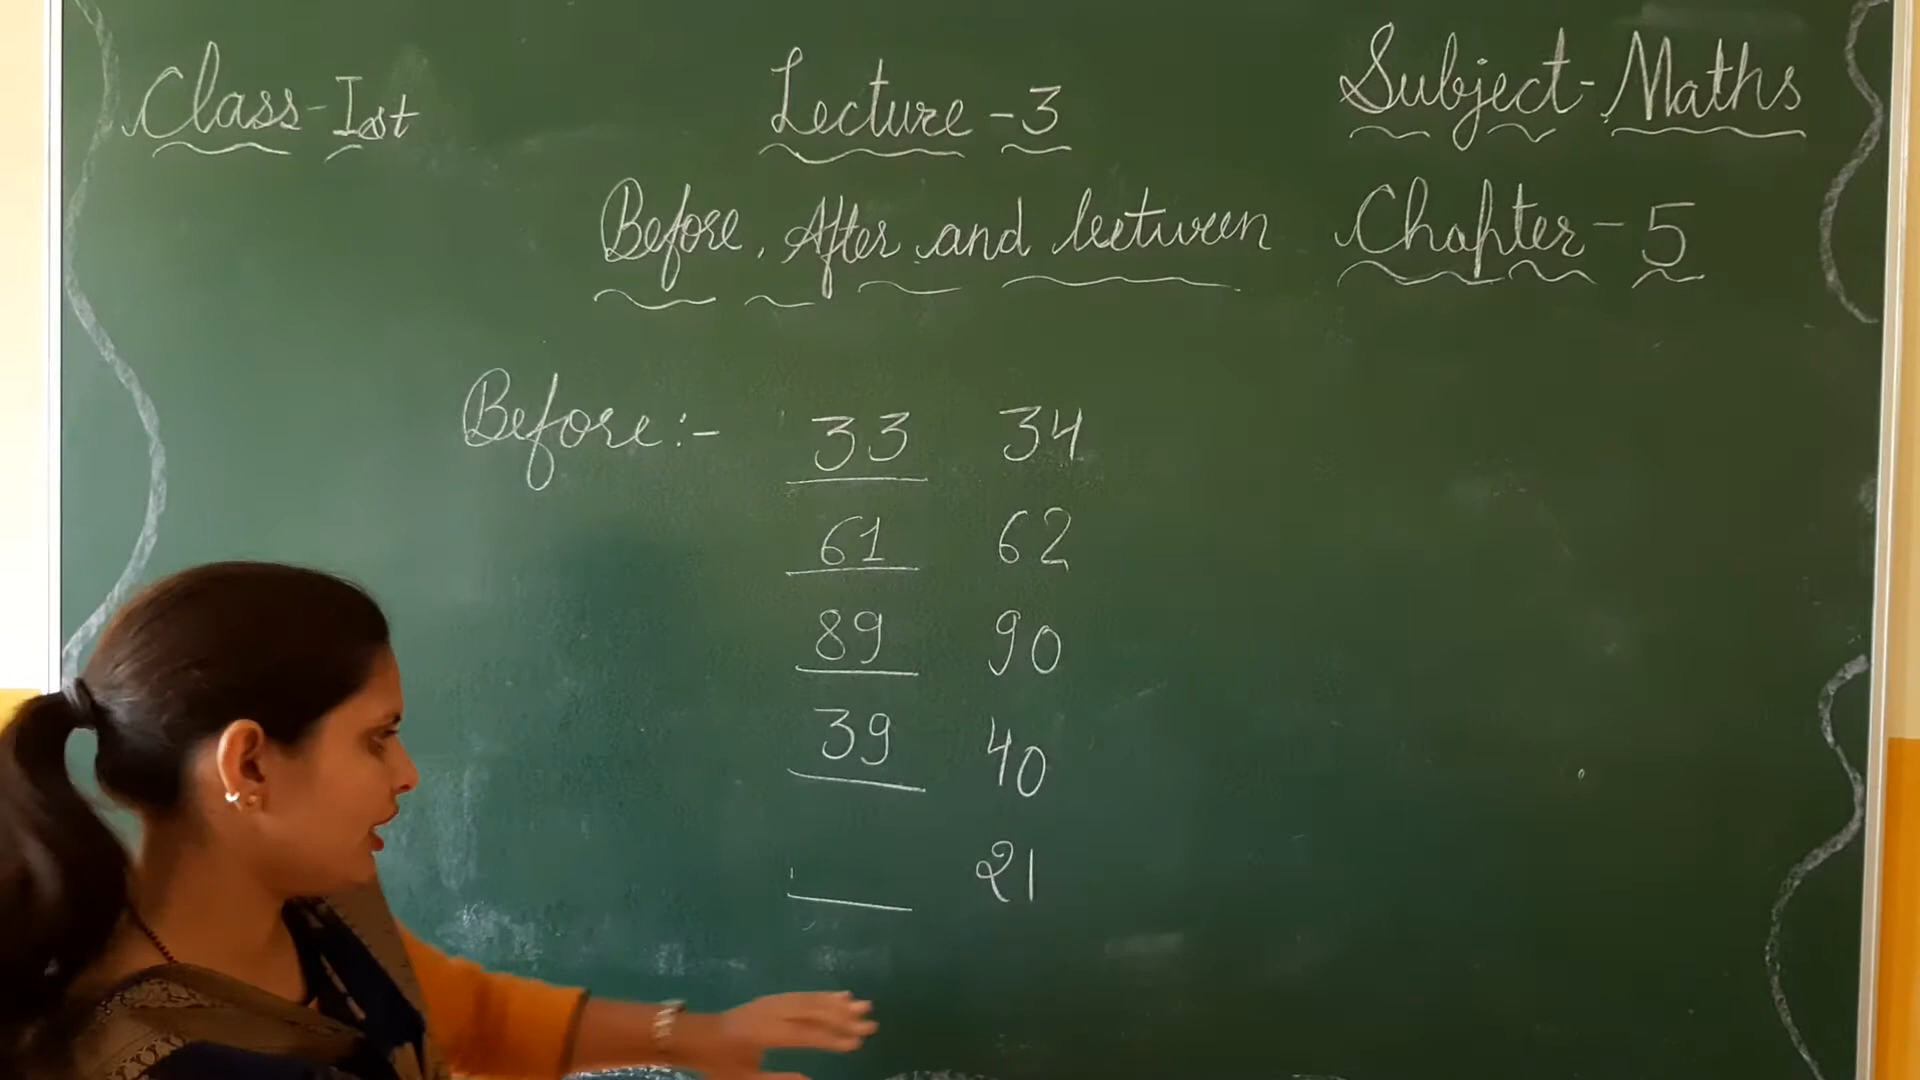 Class-Ist Lecture-3 Subject-Maths
Before, After and between Chapter-5
Before:- 33 34
61 62
89 90
39 40
__ 21